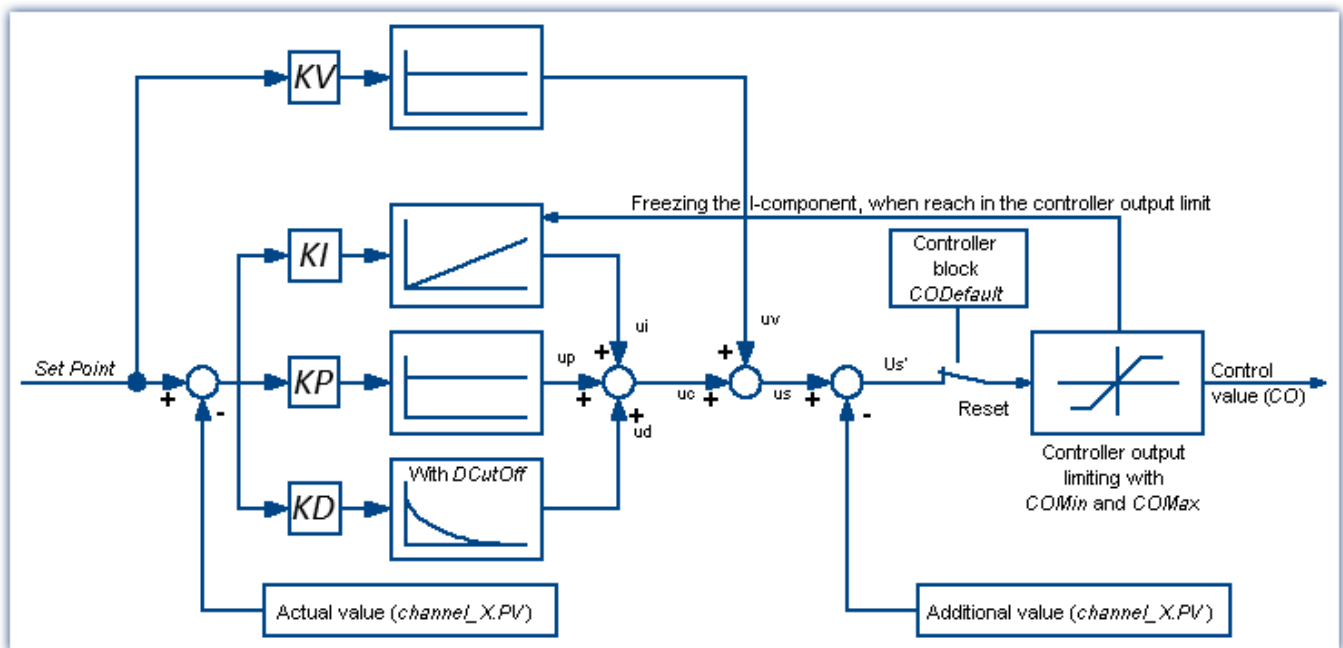 KV
Freezing the I-component, when reach in the controller output limit
Controller
block
CODefault
KI
ui
uv
Set Point
+
-
KP
up
+
+
+
ud
uc
+
+
us
+
-
Us'
Reset
Control
value (CO)
Controller output
limiting with
COMin and COMax
KD
With DCutOff
Actual value (channel_X.PV)
Additional value (channel_X.PV)